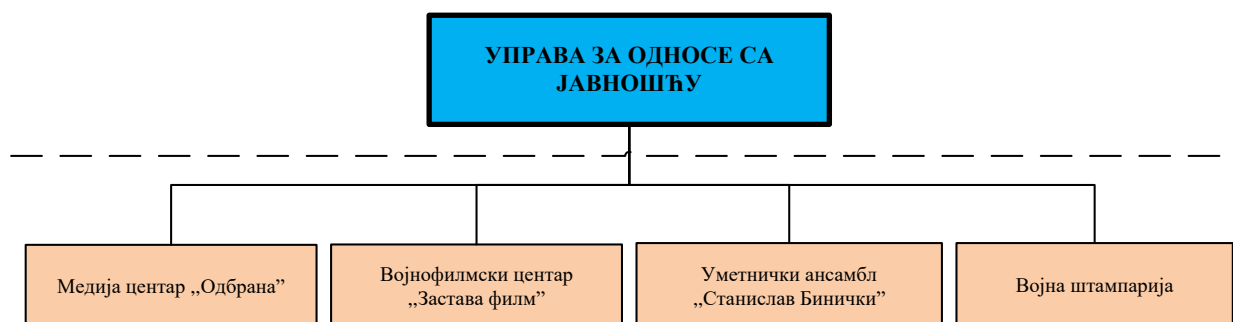 УПРАВА ЗА ОДНОСЕ СА
ЈАВНОШЋУ
Медија центар „Одбрана”
Војнофилмски центар
„Застава филм”
Уметнички ансамбл
„Станислав Бинички”
Војна штампарија